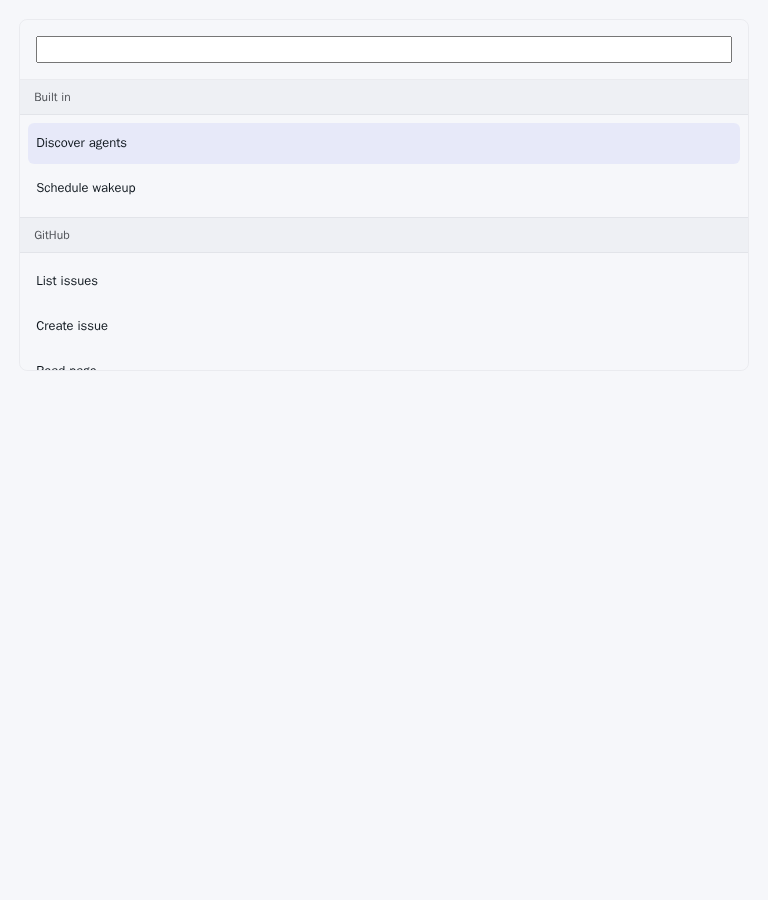 Built in
Discover agents
Schedule wakeup
GitHub
List issues
Create issue